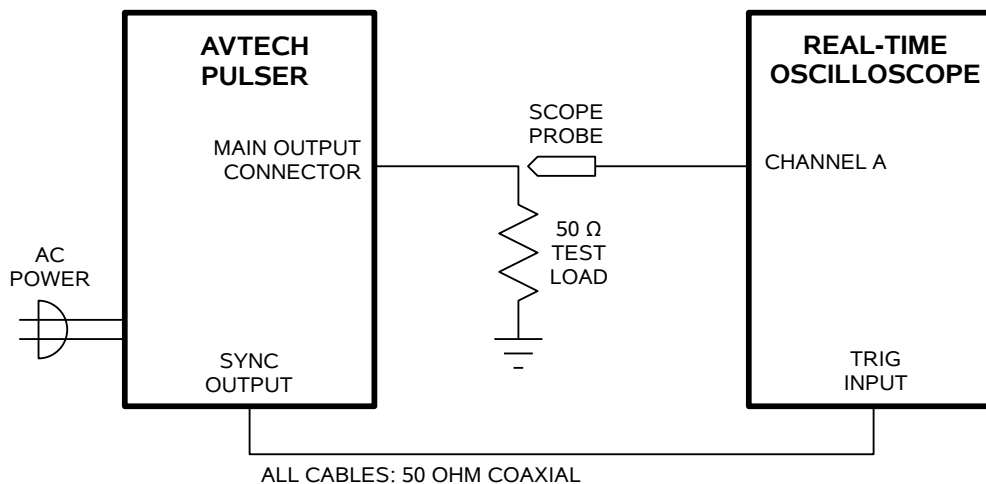 AVTECH
PULSER
REAL-TIME
OSCILLOSCOPE
SCOPE
PROBE
MAIN OUTPUT
CONNECTOR
CHANNEL A
50 Ω
TEST
LOAD
AC
POWER
SYNC
OUTPUT
TRIG
INPUT
ALL CABLES: 50 OHM COAXIAL